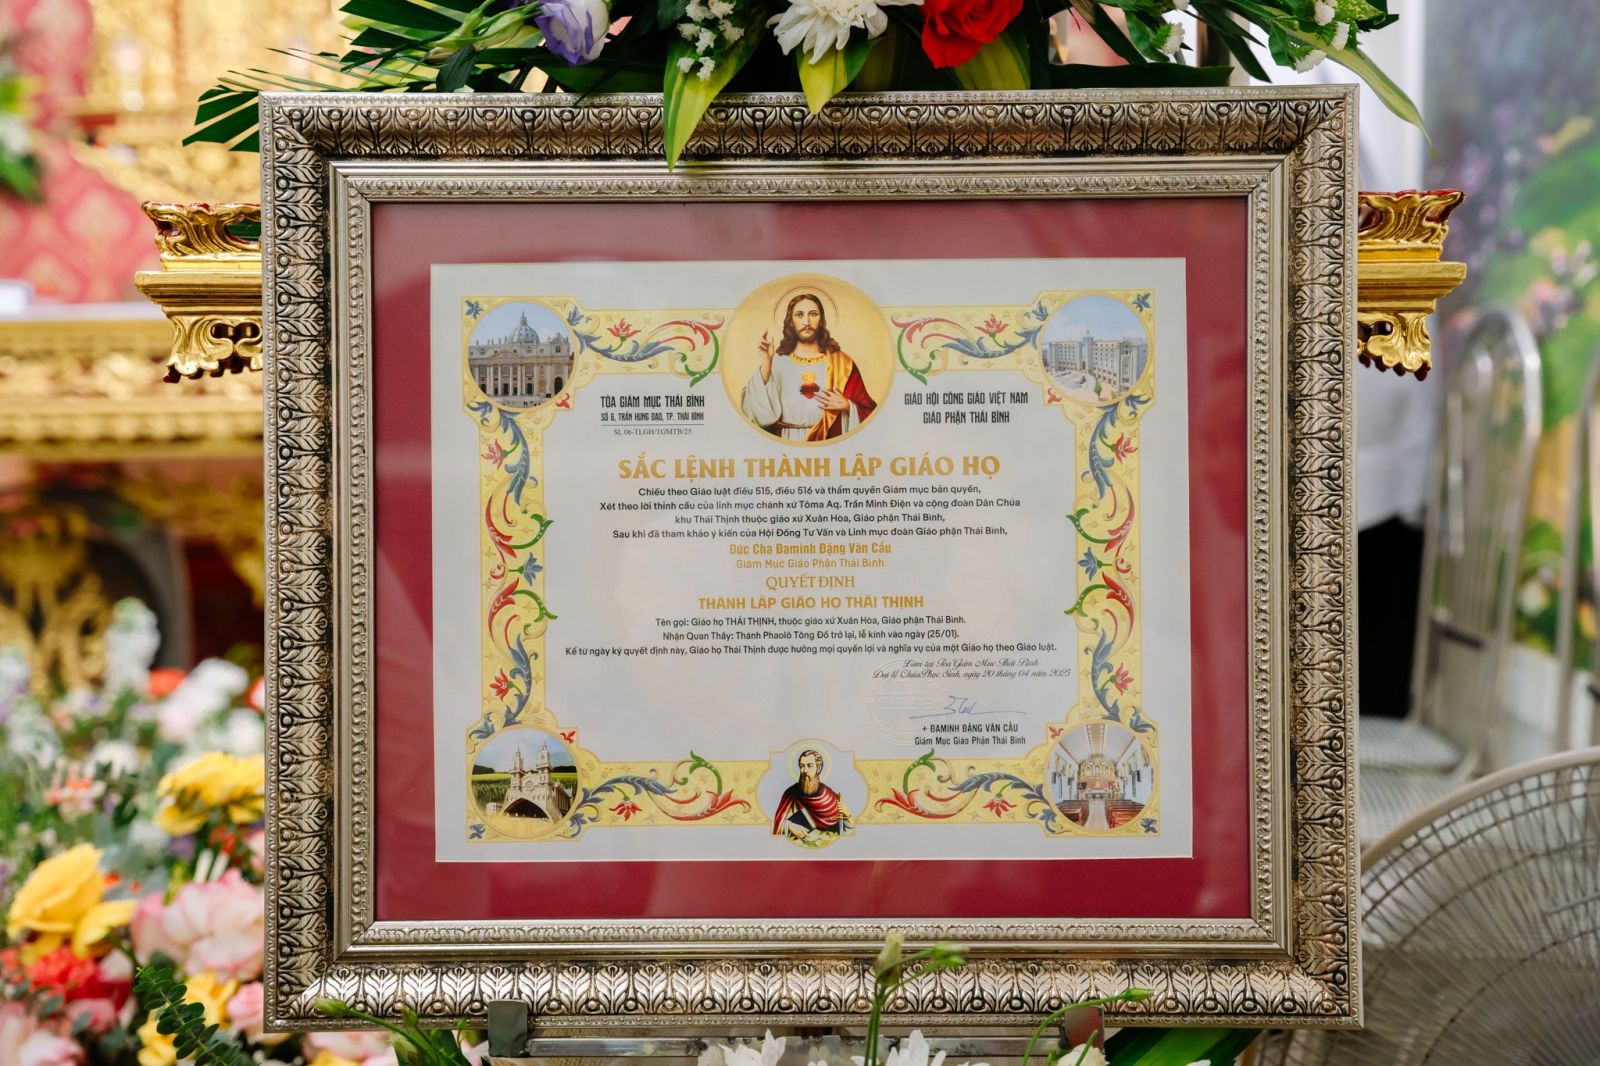 TÒA GIÁM MỤC THÁI BÌNH
SỐ 6, TRẦN HƯNG ĐẠO, TP. THÁI BÌNH
SL 06-TLGH/TGMTB/25
GIÁO HỘI CÔNG GIÁO VIỆT NAM
GIÁO PHẬN THÁI BÌNH
SẮC LỆNH THÀNH LẬP GIÁO HỌ
Chiếu theo Giáo luật điều 515, điều 516 và thẩm quyền Giám mục bản quyền,
Xét theo lời thỉnh cầu của linh mục chánh xứ Tôma Aq. Trần Minh Điện và cộng đoàn Dân Chúa
khu Thái Thịnh thuộc giáo xứ Xuân Hòa, Giáo phận Thái Bình,
Sau khi đã tham khảo ý kiến của Hội Đồng Tư Vấn và Linh mục đoàn Giáo phận Thái Bình,
Đức Cha Đaminh Đặng Văn Cầu
Giám Mục Giáo Phận Thái Bình
QUYẾT ĐỊNH
THÀNH LẬP GIÁO HỌ THÁI THỊNH
Tên gọi: Giáo họ THÁI THỊNH, thuộc giáo xứ Xuân Hòa, Giáo phận Thái Bình.
Nhận Quan Thầy: Thánh Phaolô Tông Đồ trở lại, lễ kính vào ngày (25/01).
Kể từ ngày ký quyết định này, Giáo họ Thái Thịnh được hưởng mọi quyền lợi và nghĩa vụ của một Giáo họ theo Giáo luật.
Làm tại Tòa Giám Mục Thái Bình
Đại lễ Chúa Phục Sinh, ngày 20 tháng 04 năm 2025
+ ĐAMINH ĐẶNG VĂN CẦU
Giám Mục Giáo Phận Thái Bình